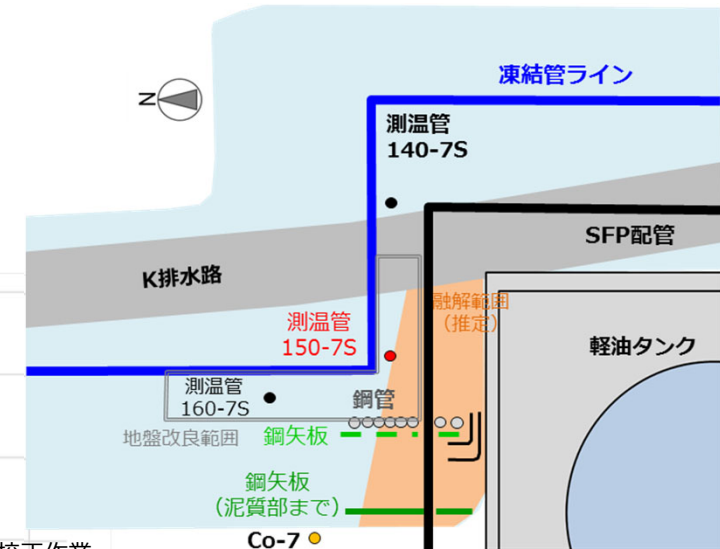 凍結管ライン
N
測温管
140-7S
SFP配管
K排水路
融解範囲
(推定)
測温管
150-7S
軽油タンク
測温管
160-7S
鋼管
地盤改良範囲
鋼矢板
鋼矢板
(泥質部まで)
Co-7